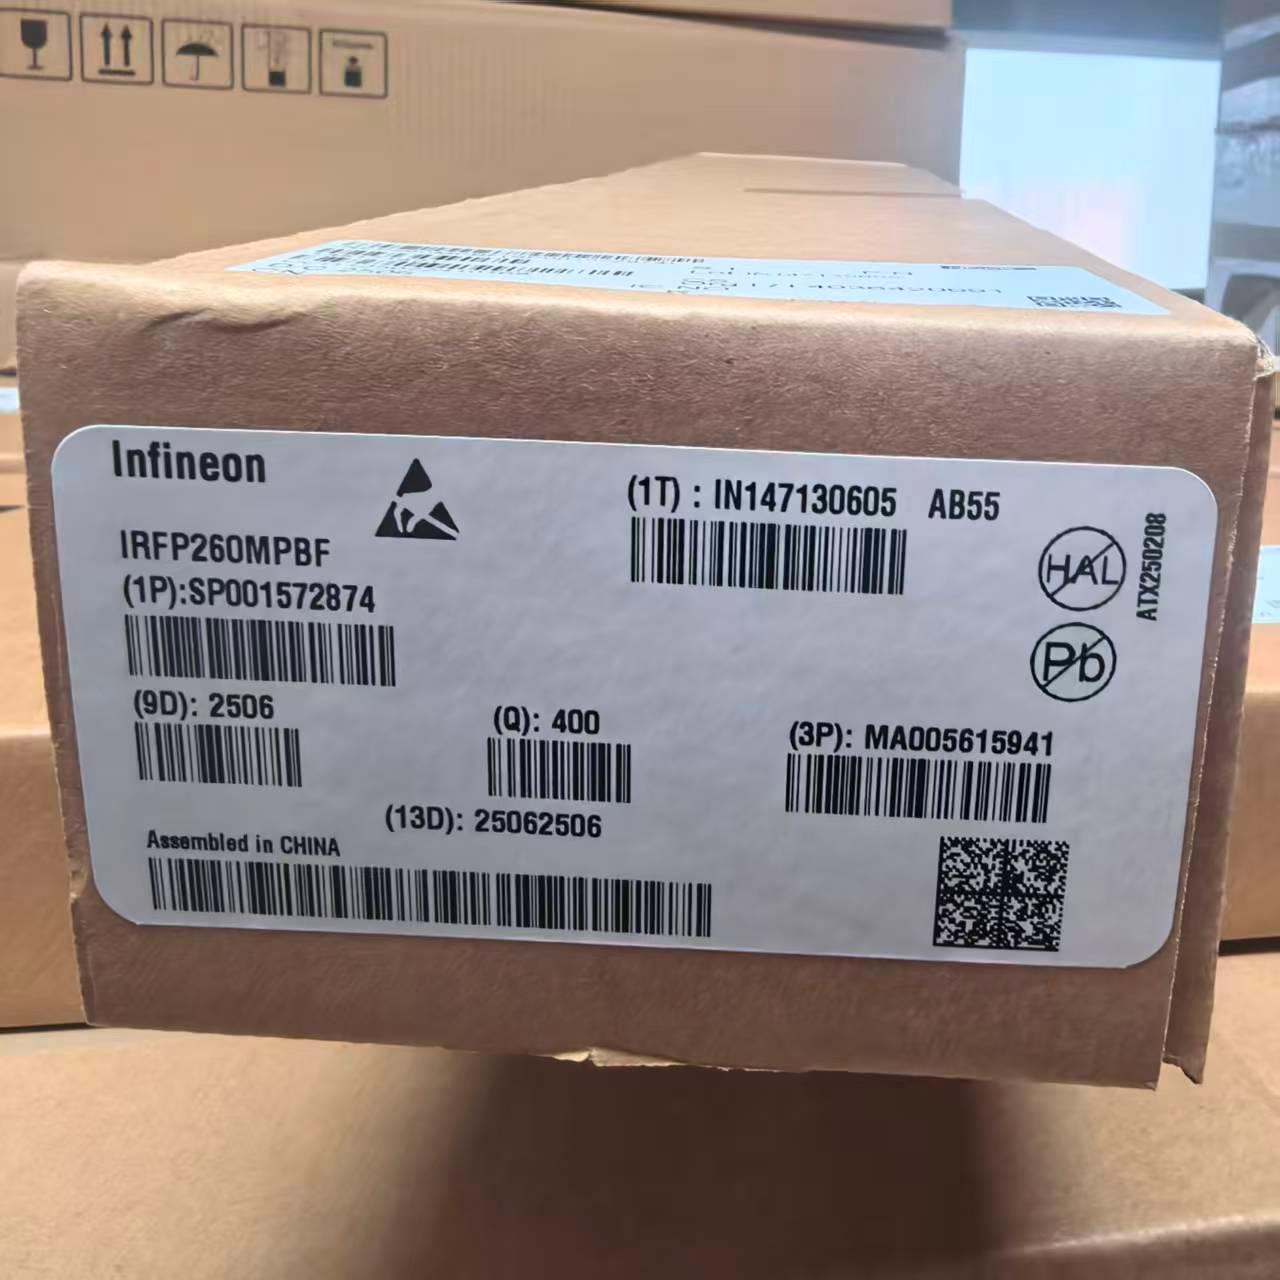 Infineon
(1T) : IN147130605 AB55
IRFP260MPBF
(1P):SP001572874
HAL
ATX250208
Pb
(9D): 2506
(Q): 400
(3P): MA005615941
(13D): 25062506
Assembled in CHINA